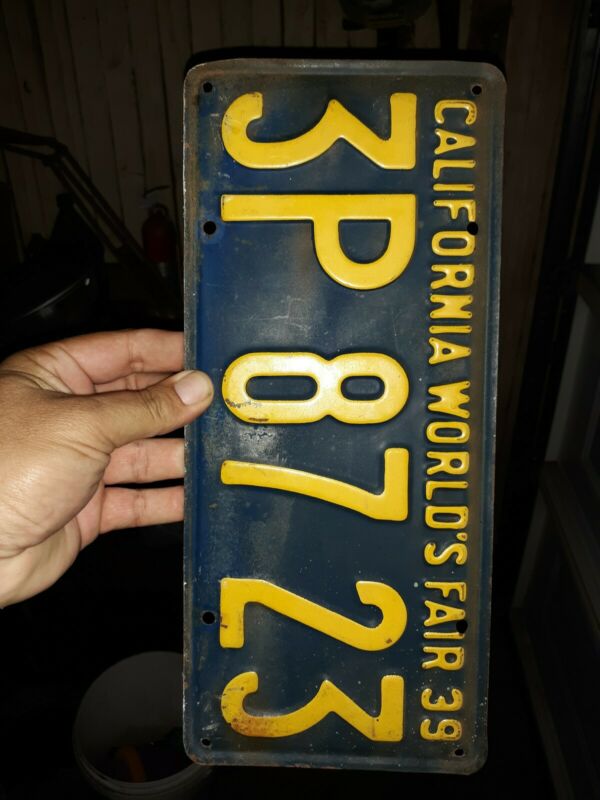 CALIFORNIA WORLD'S FAIR 39
3P 87 23